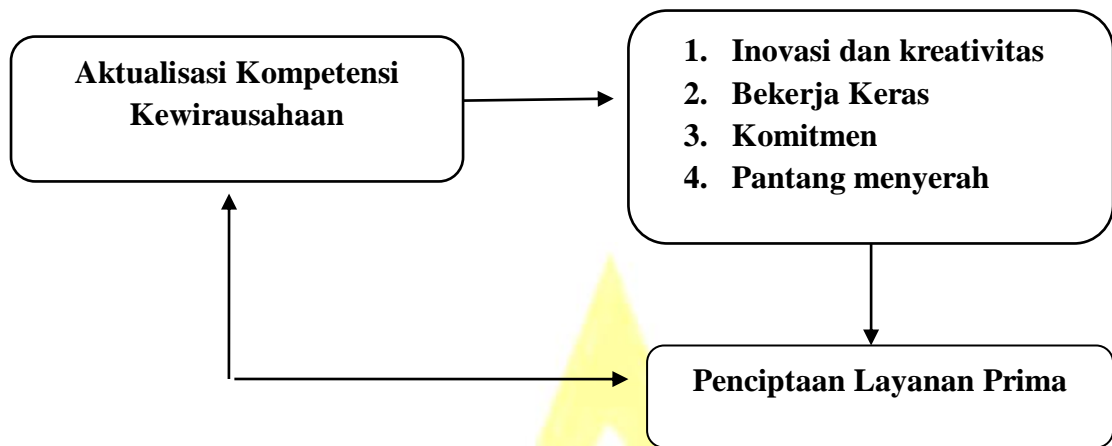 Aktualisasi Kompetensi
Kewirausahaan
1. Inovasi dan kreativitas
2. Bekerja Keras
3. Komitmen
4. Pantang menyerah
Penciptaan Layanan Prima